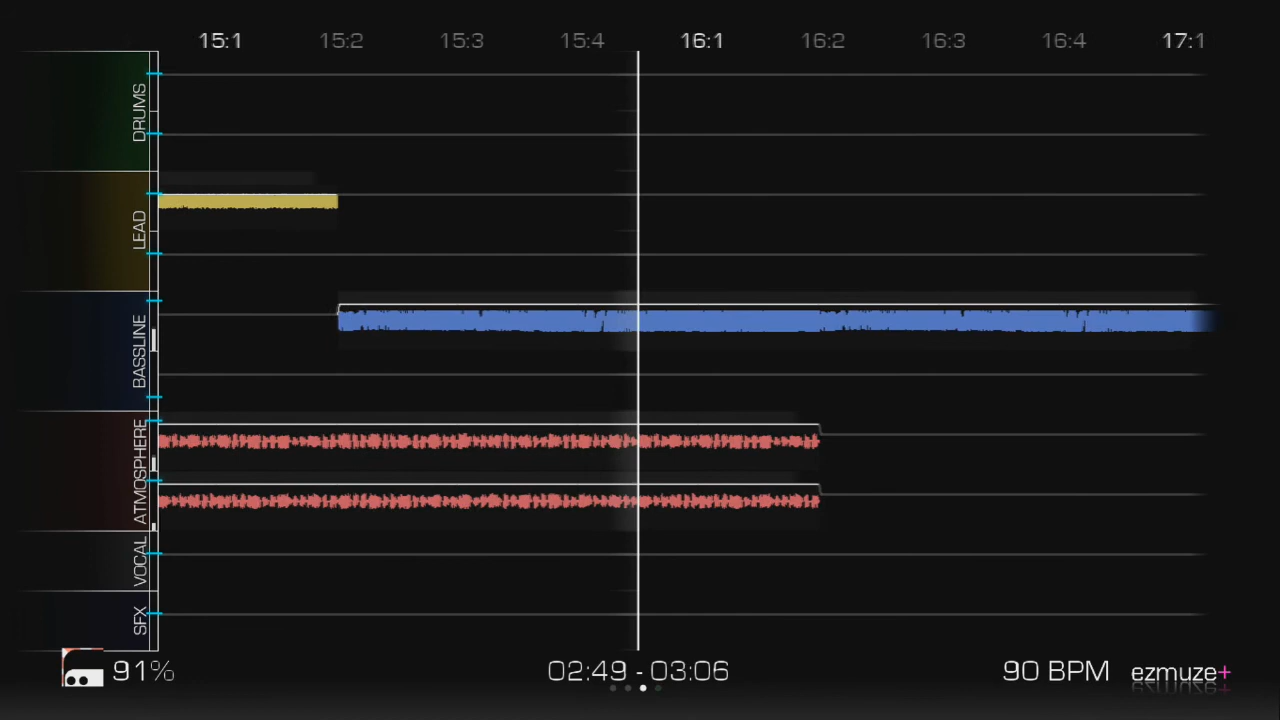 15:1 15:2 15:3 15:4 16:1 16:2 16:3 16:4 17:1
DRUMS
LEAD
BASSLINE
ATMOSPHERE
VOCAL
SFX
91% 02:49 - 03:06 90 BPM ezmuze+